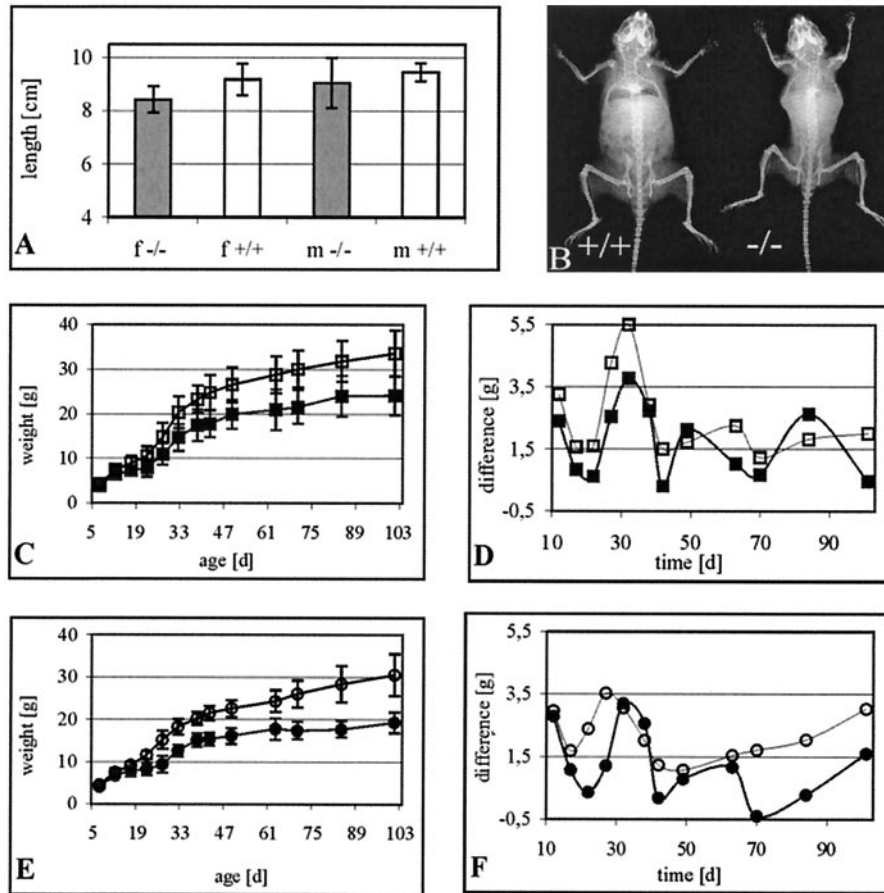 length [cm]
10
8
6
4
f -/-
f +/+
m -/-
m +/+
A
+/+
-/-
B
weight [g]
40
30
20
10
0
5
19
33
47
61
75
89
103
age [d]
C
difference [g]
5,5
3,5
1,5
-0,5
10
30
50
70
90
time [d]
D
weight [g]
40
30
20
10
0
5
19
33
47
61
75
89
103
age [d]
E
difference [g]
5,5
3,5
1,5
-0,5
10
30
50
70
90
time [d]
F